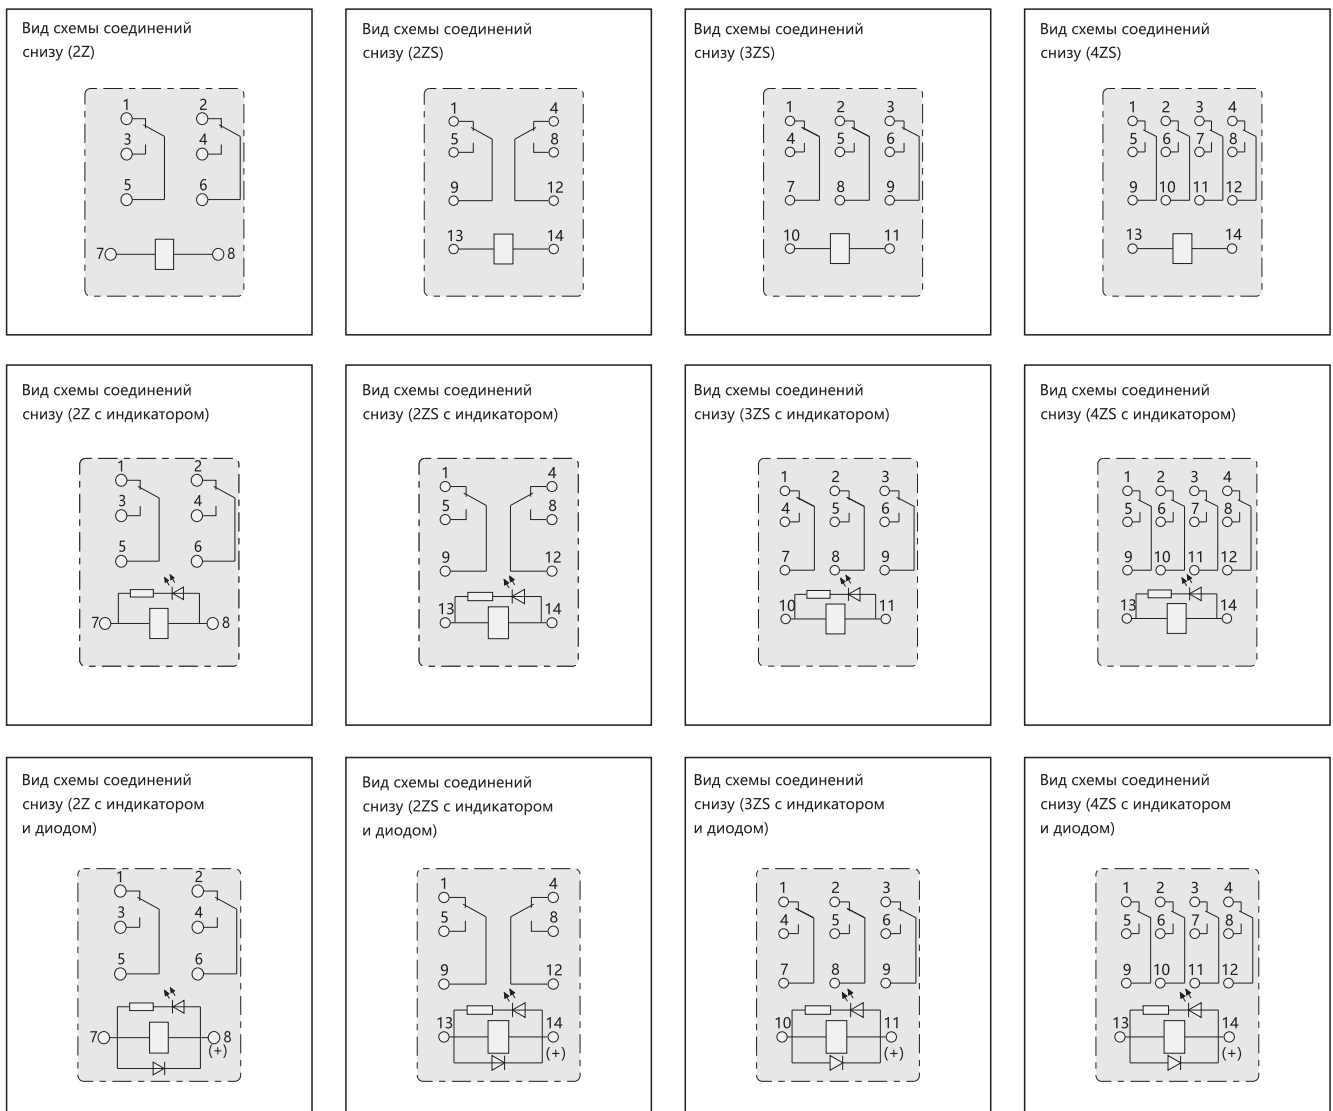 Вид схемы соединений
снизу (2Z)
1 2
3 4
5 6
7 8
Вид схемы соединений
снизу (2ZS)
1 4
5 8
9 12
13 14
Вид схемы соединений
снизу (3ZS)
1 2 3
4 5 6
7 8 9
10 11
Вид схемы соединений
снизу (4ZS)
1 2 3 4
5 6 7 8
9 10 11 12
13 14
Вид схемы соединений
снизу (2Z с индикатором)
1 2
3 4
5 6
7 8
Вид схемы соединений
снизу (2ZS с индикатором)
1 4
5 8
9 12
13 14
Вид схемы соединений
снизу (3ZS с индикатором)
1 2 3
4 5 6
7 8 9
10 11
Вид схемы соединений
снизу (4ZS с индикатором)
1 2 3 4
5 6 7 8
9 10 11 12
13 14
Вид схемы соединений
снизу (2Z с индикатором
и диодом)
1 2
3 4
5 6
7 8
(+)
Вид схемы соединений
снизу (2ZS с индикатором
и диодом)
1 4
5 8
9 12
13 14
(+)
Вид схемы соединений
снизу (3ZS с индикатором
и диодом)
1 2 3
4 5 6
7 8 9
10 11
(+)
Вид схемы соединений
снизу (4ZS с индикатором
и диодом)
1 2 3 4
5 6 7 8
9 10 11 12
13 14
(+)